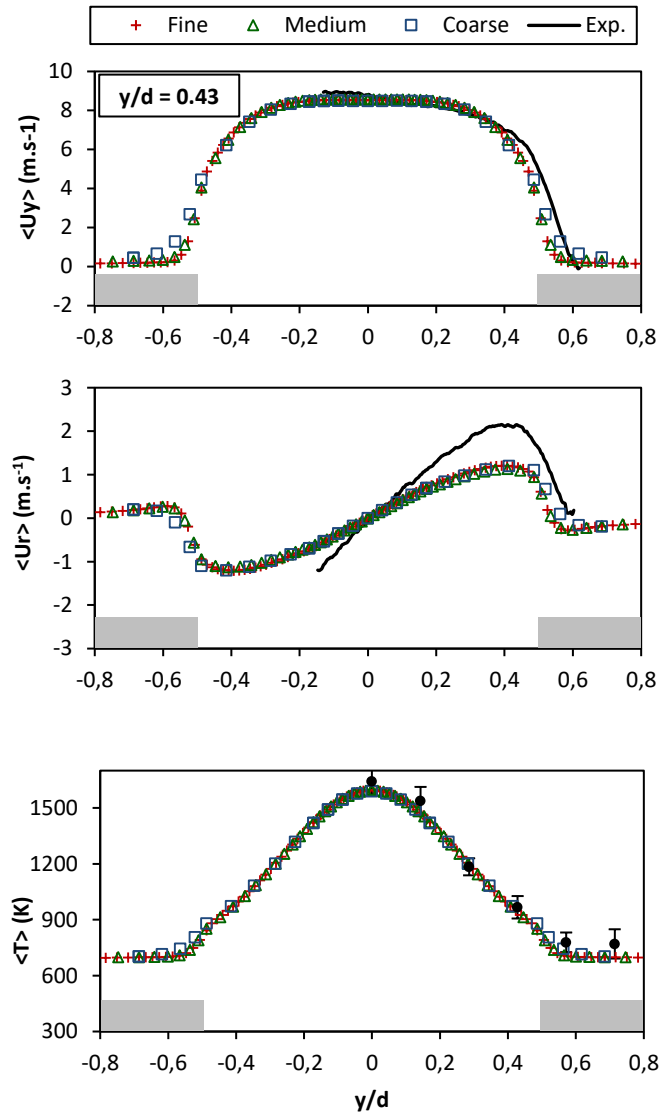 Fine Medium Coarse Exp.
y/d = 0.43
<Uy> (m.s-1)
10
8
6
4
2
0
-2
-0,8 -0,6 -0,4 -0,2 0 0,2 0,4 0,6 0,8
<Ur> (m.s-1)
3
2
1
0
-1
-2
-3
-0,8 -0,6 -0,4 -0,2 0 0,2 0,4 0,6 0,8
<T> (K)
1500
1200
900
600
300
-0,8 -0,6 -0,4 -0,2 0 0,2 0,4 0,6 0,8
y/d